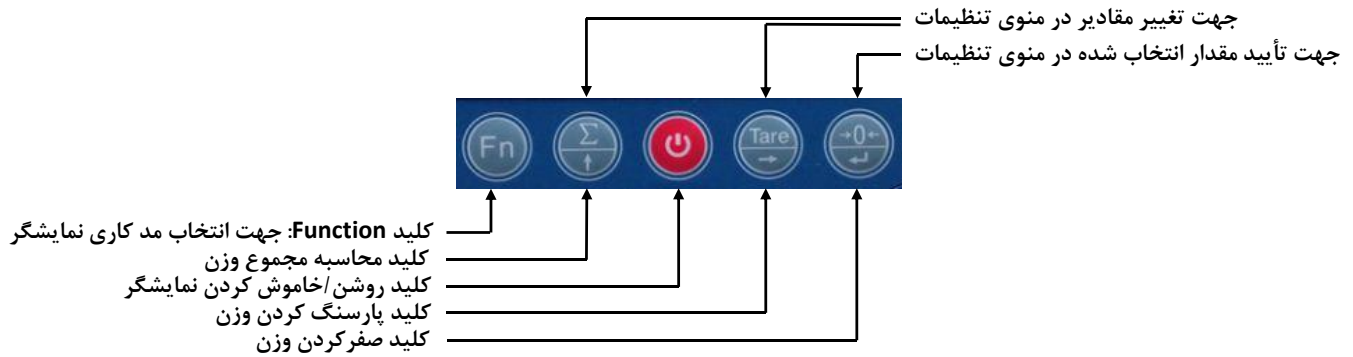 جهت تغییر مقادیر در منوی تنظیمات
جهت تأیید مقدار انتخاب شده در منوی تنظیمات
Fn Σ ↑ Tare → →0← ↵
کلید Function: جهت انتخاب مد کاری نمایشگر
کلید محاسبه مجموع وزن
کلید روشن/خاموش کردن نمایشگر
کلید پارسنگ کردن وزن
کلید صفرکردن وزن